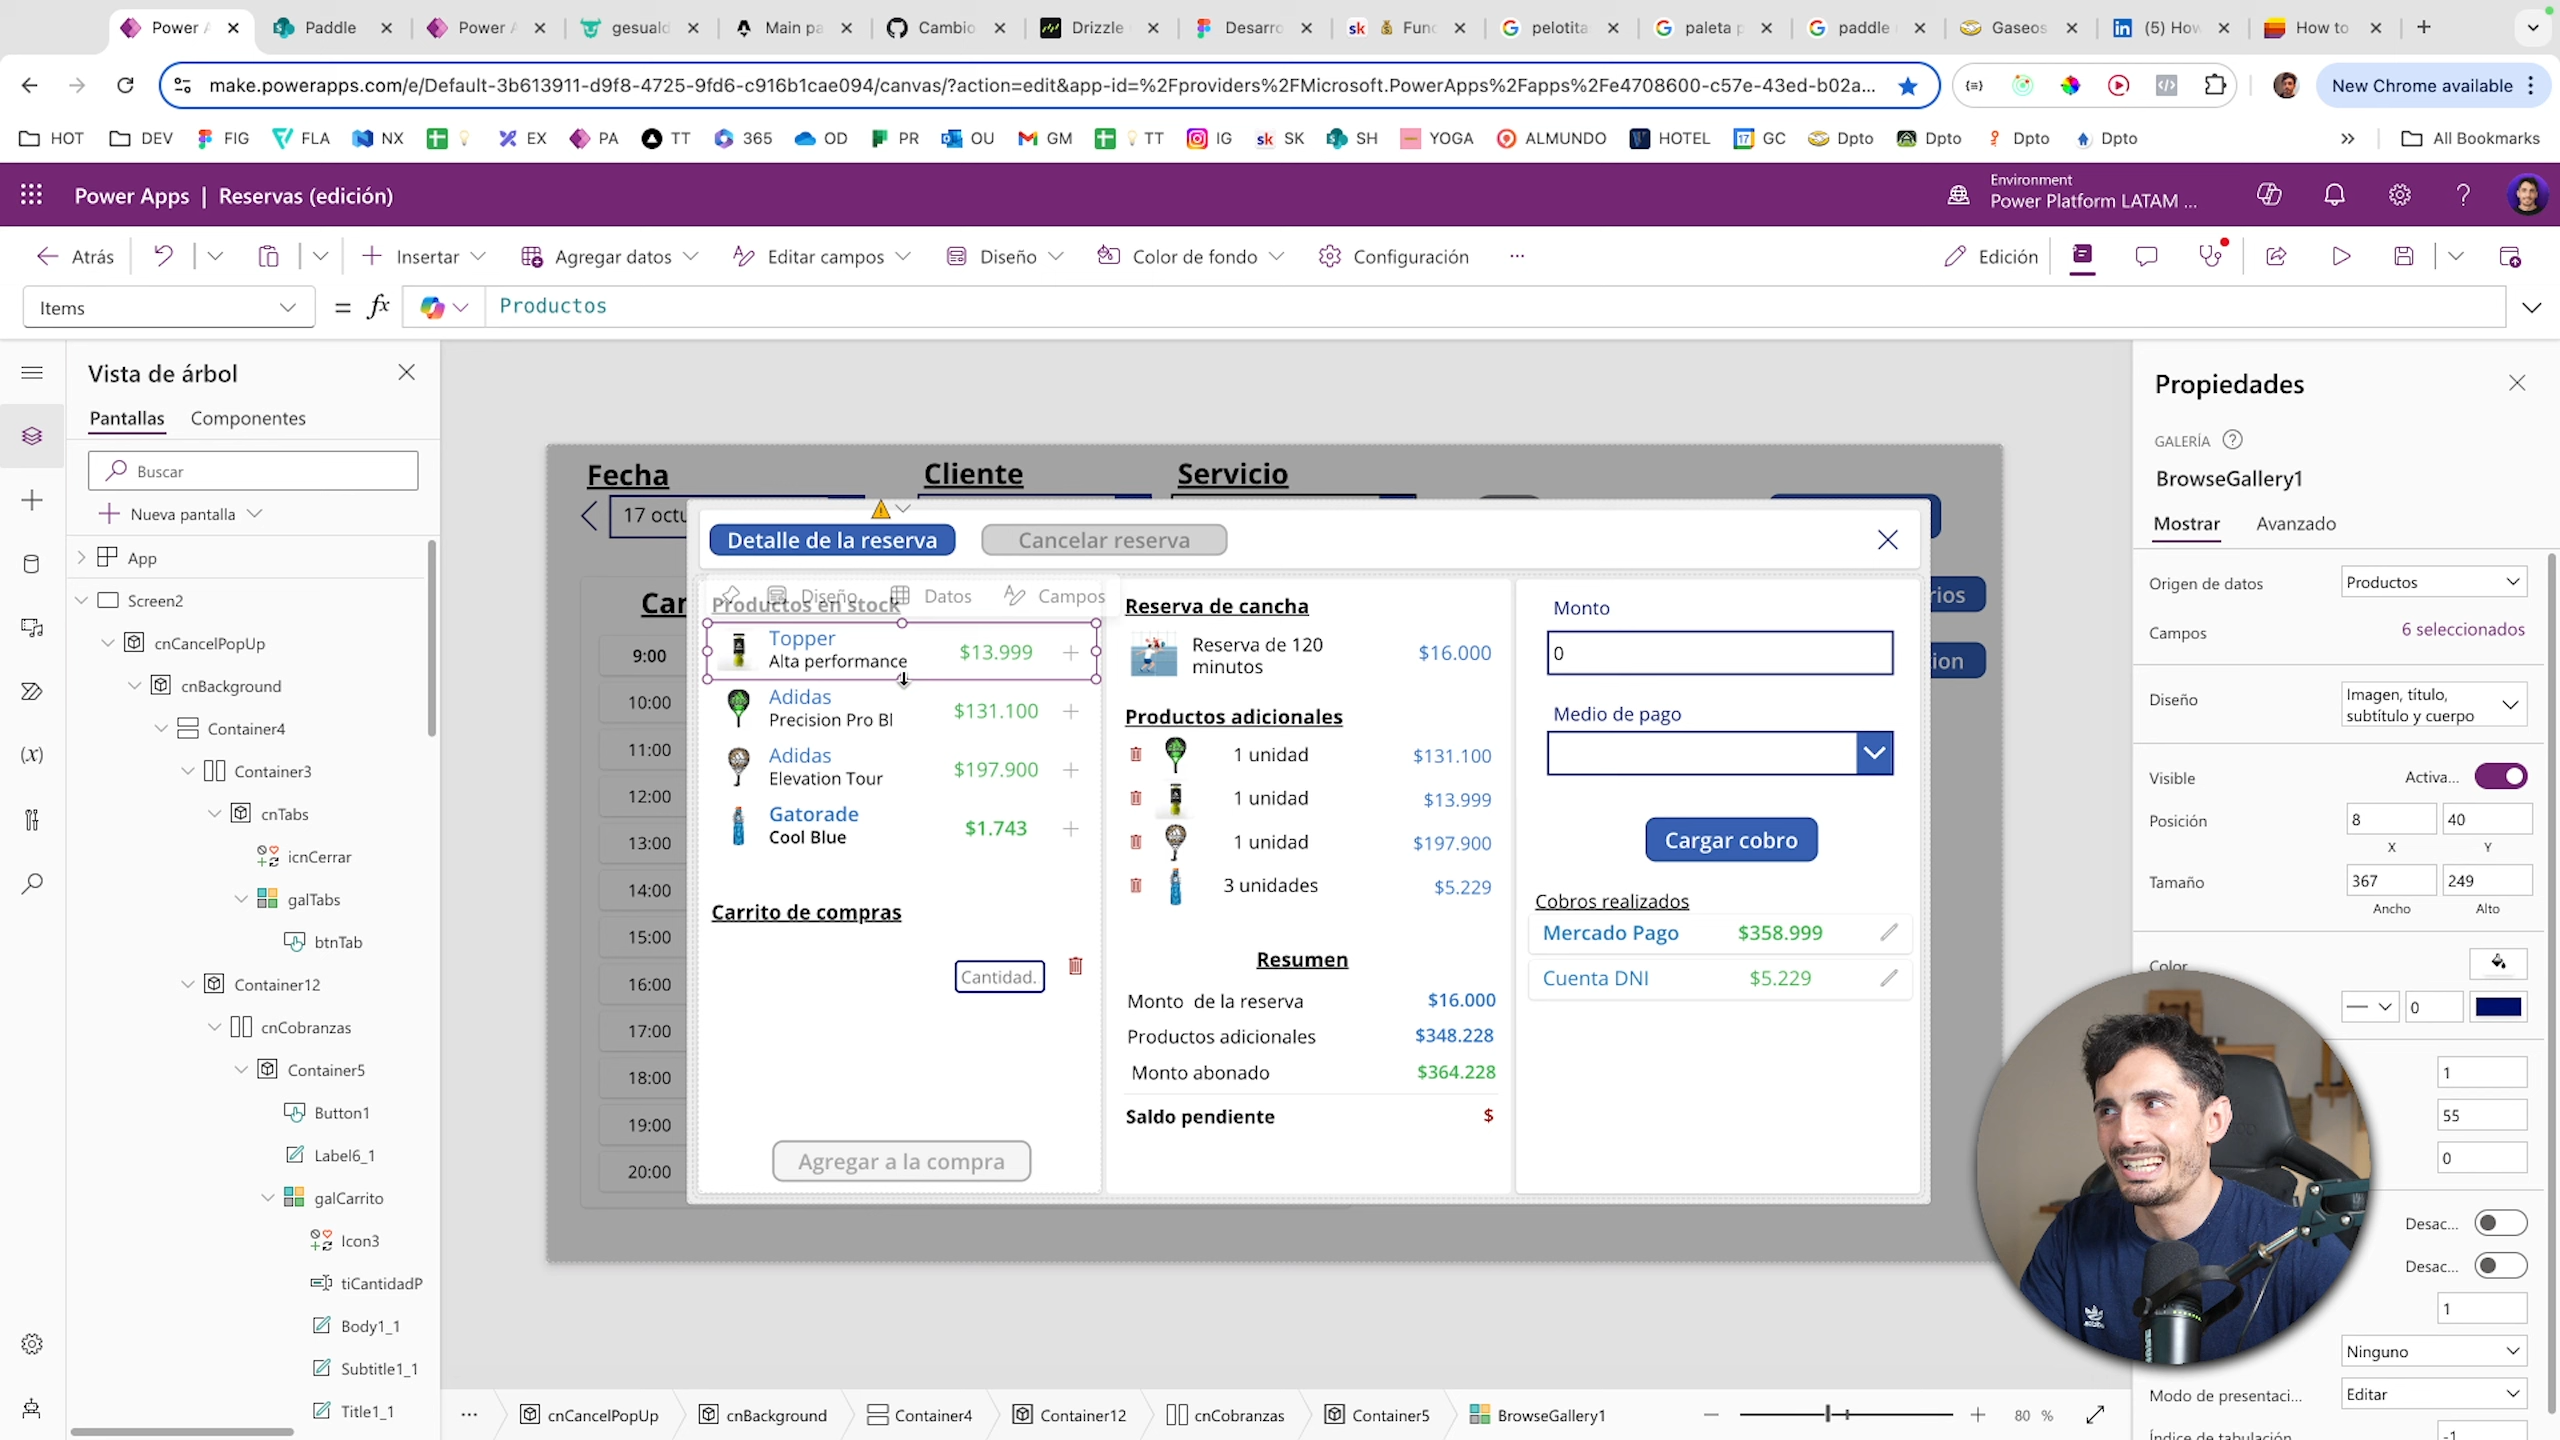 Power A
Paddle
Power A
gesuald
Main pa
Cambio
Drizzle
Desarro
sk Func
pelotita
paleta p
paddle
Gaseos
(5) How
How to
make.powerapps.com/e/Default-3b613911-d9f8-4725-9fd6-c916b1cae094/canvas/?action=edit&app-id=%2Fproviders%2FMicrosoft.PowerApps%2Fapps%2Fe4708600-c57e-43ed-b02a...
New Chrome available
HOT DEV FIG FLA NX EX PA TT 365 OD PR OU GM TT IG sk SK SH YOGA ALMUNDO HOTEL 17 GC Dpto Dpto Dpto Dpto » All Bookmarks
Power Apps | Reservas (edición)
Environment
Power Platform LATAM ...
Atrás Insertar Agregar datos Editar campos Diseño Color de fondo Configuración ... Edición
Items = fx Productos
Vista de árbol
Pantallas Componentes
Buscar
Nueva pantalla
App
Screen2
cnCancelPopUp
cnBackground
Container4
Container3
cnTabs
icnCerrar
galTabs
btnTab
Container12
cnCobranzas
Container5
Button1
Label6_1
galCarrito
Icon3
tiCantidadP
Body1_1
Subtitle1_1
Title1_1
Fecha Cliente Servicio
17 octu
Car
9:00
10:00
11:00
12:00
13:00
14:00
15:00
16:00
17:00
18:00
19:00
20:00
rios
ion
Detalle de la reserva
Cancelar reserva
Diseño Datos Campos
Productos en stock
Topper
Alta performance
$13.999
Adidas
Precision Pro Bl
$131.100
Adidas
Elevation Tour
$197.900
Gatorade
Cool Blue
$1.743
Carrito de compras
Cantidad.
Agregar a la compra
Reserva de cancha
Reserva de 120
minutos
$16.000
Productos adicionales
1 unidad $131.100
1 unidad $13.999
1 unidad $197.900
3 unidades $5.229
Resumen
Monto de la reserva $16.000
Productos adicionales $348.228
Monto abonado $364.228
Saldo pendiente $
Monto
0
Medio de pago
Cargar cobro
Cobros realizados
Mercado Pago $358.999
Cuenta DNI $5.229
Propiedades
GALERÍA
BrowseGallery1
Mostrar Avanzado
Origen de datos Productos
Campos 6 seleccionados
Diseño Imagen, título,
subtítulo y cuerpo
Visible Activa...
Posición 8 40
X Y
Tamaño 367 249
Ancho Alto
Color
0
1
55
0
Desac...
Desac...
1
Ninguno
Modo de presentaci... Editar
Índice de tabulación -1
adidas
... cnCancelPopUp cnBackground Container4 Container12 cnCobranzas Container5 BrowseGallery1 80 %